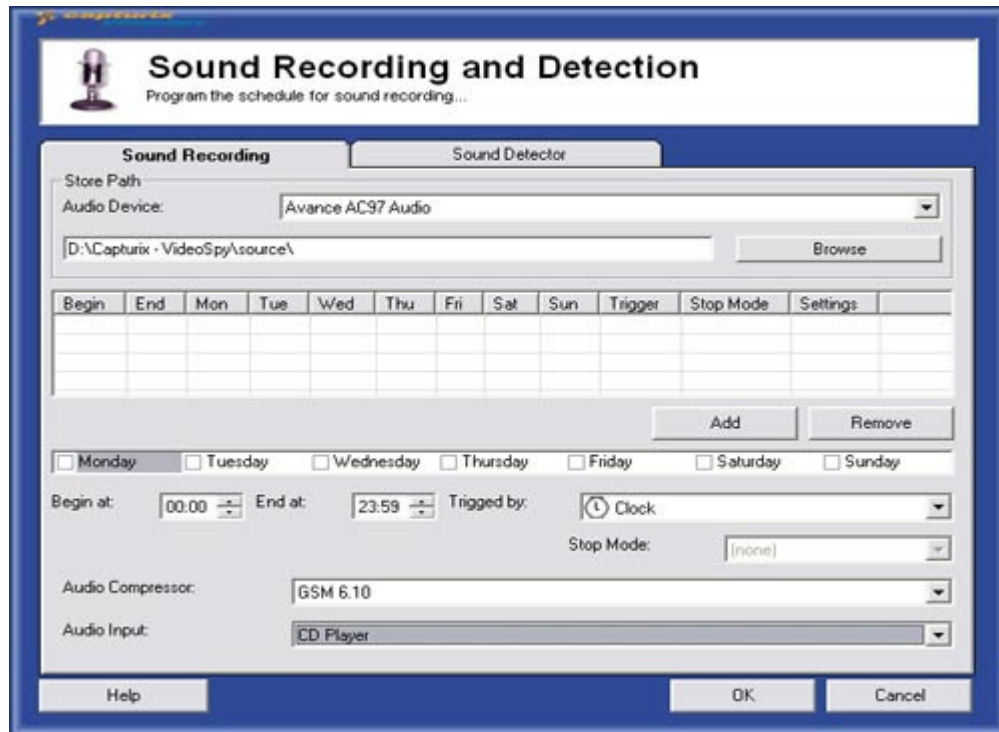 Sound Recording and Detection
Program the schedule for sound recording...
Sound Recording Sound Detector
Store Path
Audio Device: Avance AC97 Audio
D:\Capturix - VideoSpy\source\ Browse
Begin End Mon Tue Wed Thu Fri Sat Sun Trigger Stop Mode Settings
Add Remove
Monday Tuesday Wednesday Thursday Friday Saturday Sunday
Begin at: 00:00 End at: 23:59 Trigged by: Clock
Stop Mode: (none)
Audio Compressor: GSM 6.10
Audio Input: CD Player
Help OK Cancel